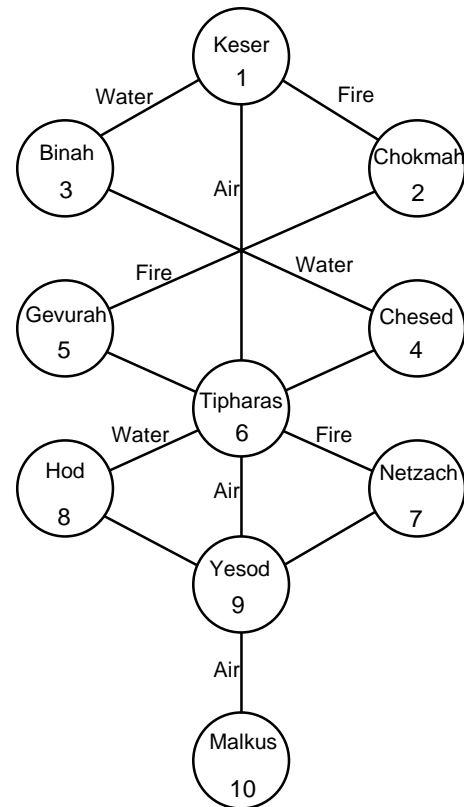 Keser
1
Water
Fire
Binah
3
Chokmah
2
Air
Fire
Water
Gevurah
5
Chesed
4
Tipharas
6
Water
Fire
Hod
8
Air
Netzach
7
Yesod
9
Air
Malkus
10